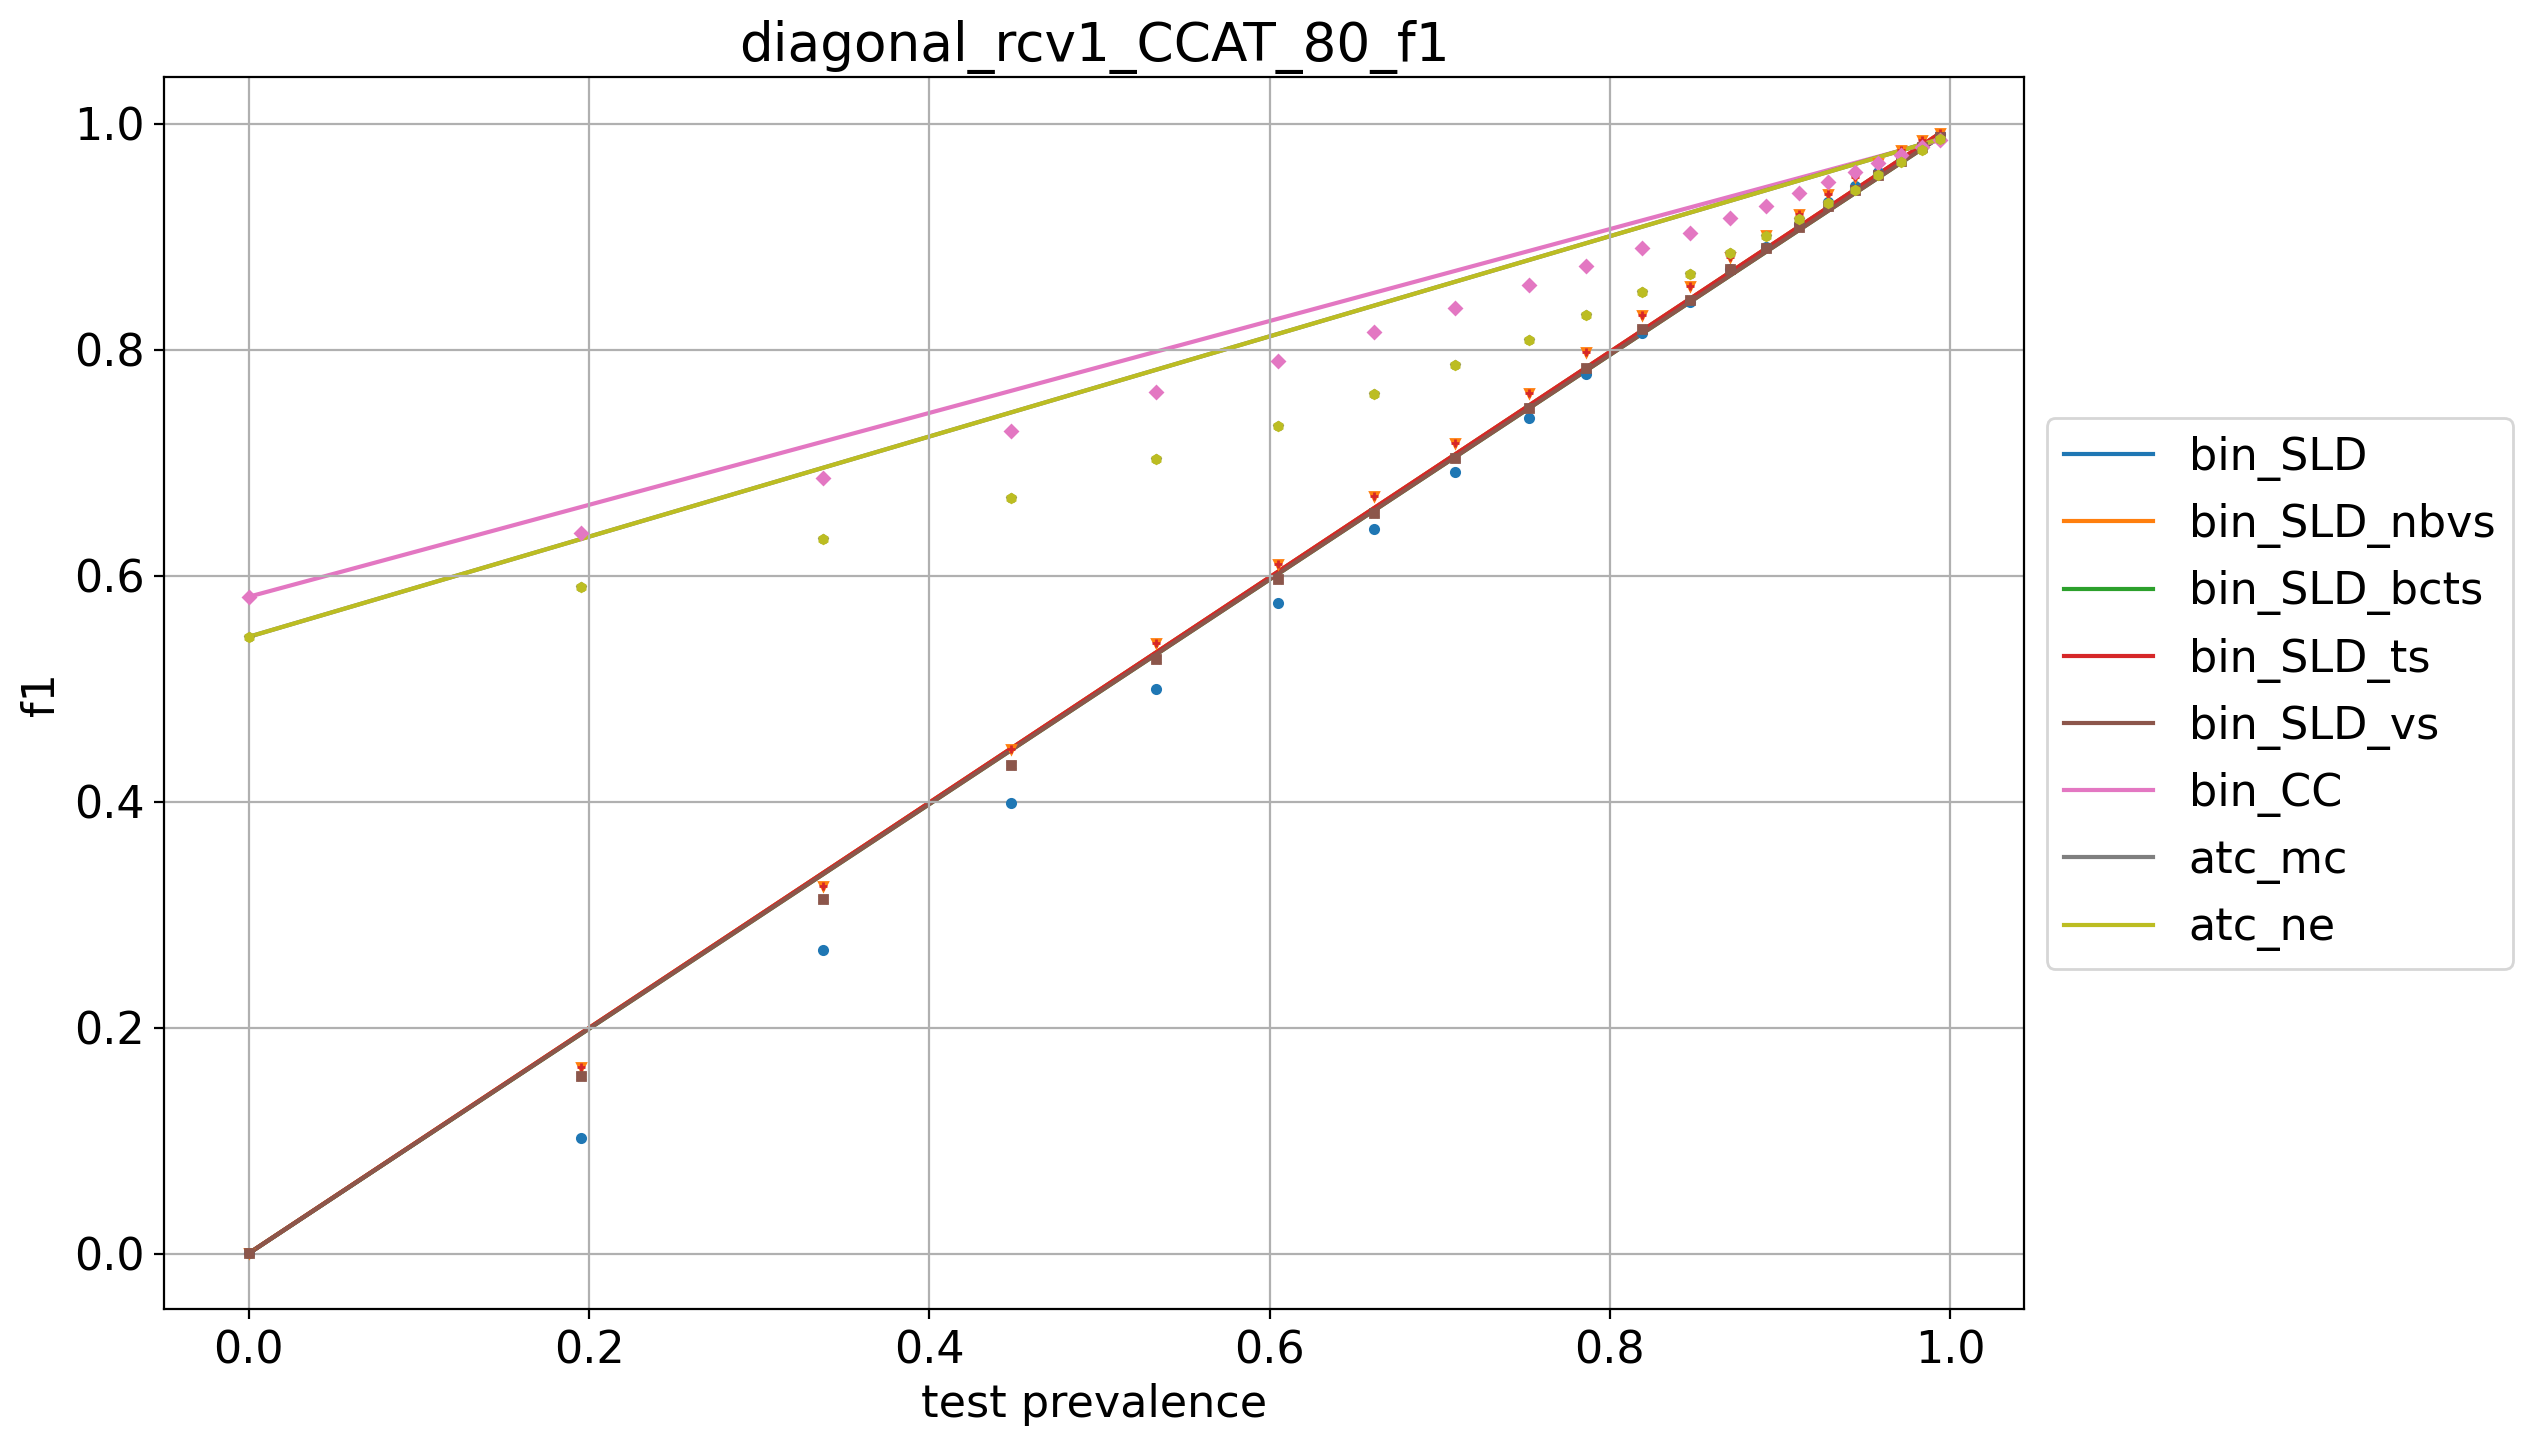 diagonal_rcv1_CCAT_80_f1
1.0
0.8
0.6
0.4
0.2
0.0
f1
0.0 0.2 0.4 0.6 0.8 1.0
test prevalence
bin_SLD
bin_SLD_nbvs
bin_SLD_bcts
bin_SLD_ts
bin_SLD_vs
bin_CC
atc_mc
atc_ne